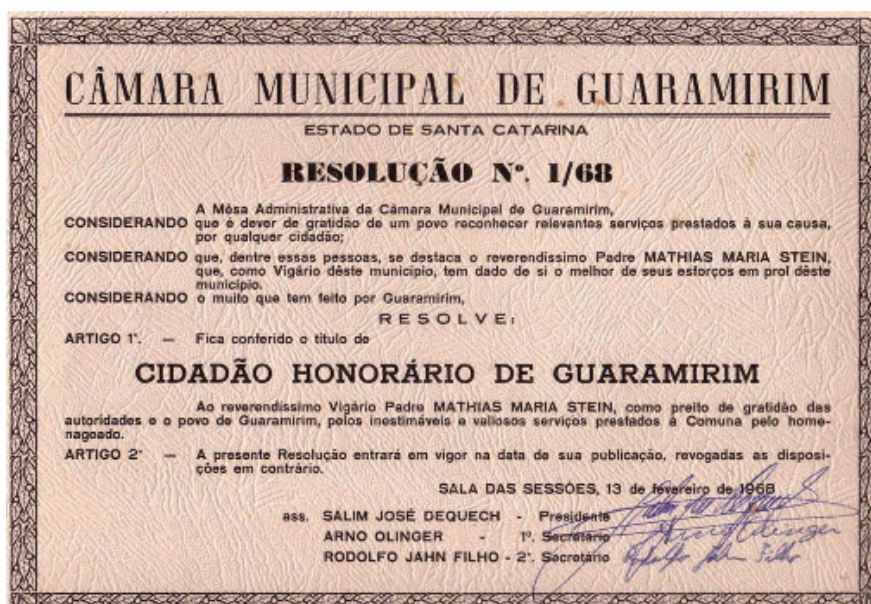 CÂMARA MUNICIPAL DE GUARAMIRIM
ESTADO DE SANTA CATARINA
RESOLUÇÃO Nº. 1/68
A Mêsa Administrativa da Câmara Municipal de Guaramirim,
CONSIDERANDO que é dever de gratidão de um povo reconhecer relevantes serviços prestados à sua causa,
por qualquer cidadão;
CONSIDERANDO que, dentre essas pessoas, se destaca o reverendíssimo Padre MATHIAS MARIA STEIN,
que, como Vigário dêste município, tem dado de si o melhor de seus esforços em prol dêste
município.
CONSIDERANDO o muito que tem feito por Guaramirim,
RESOLVE:
ARTIGO 1º. — Fica conferido o título de
CIDADÃO HONORÁRIO DE GUARAMIRIM
Ao reverendíssimo Vigário Padre MATHIAS MARIA STEIN, como preito de gratidão das
autoridades e o povo de Guaramirim, pelos inestimáveis e valiosos serviços prestados à Comuna pelo home-
nageado.
ARTIGO 2º — A presente Resolução entrará em vigor na data de sua publicação, revogadas as disposi-
ções em contrário.
SALA DAS SESSÕES, 13 de fevereiro de 1968
ass. SALIM JOSÉ DEQUECH - Presidente
ARNO OLINGER - 1º. Secretário
Arno Olinger
RODOLFO JAHN FILHO - 2º. Secretário
Rodolfo Jahn Filho